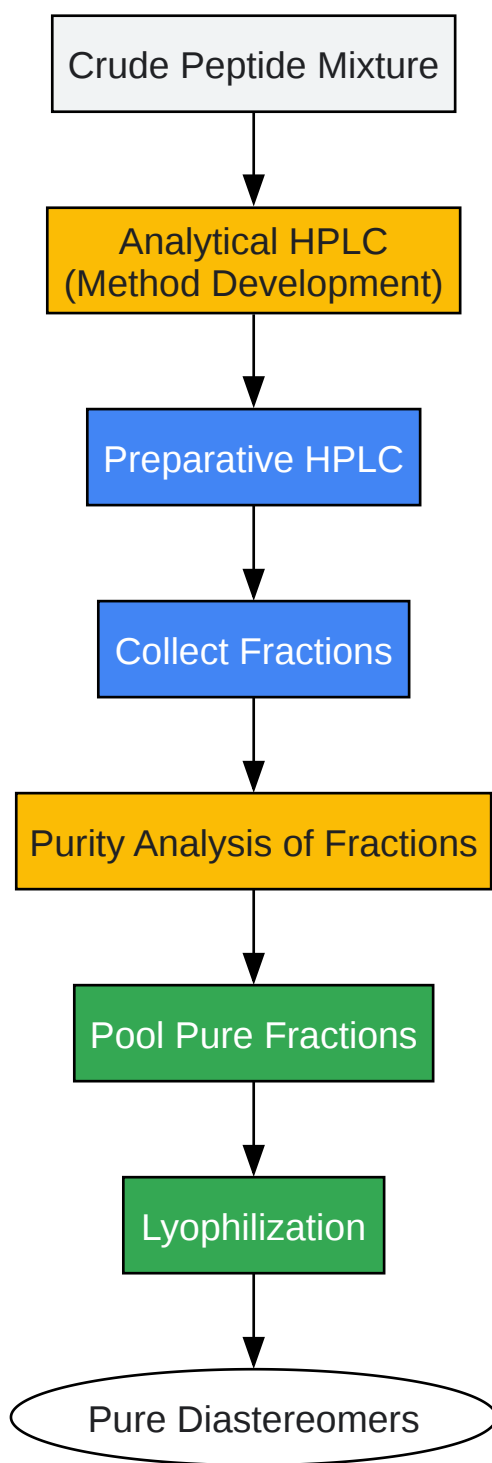 Crude Peptide Mixture
Analytical HPLC
(Method Development)
Preparative HPLC
Collect Fractions
Purity Analysis of Fractions
Pool Pure Fractions
Lyophilization
Pure Diastereomers